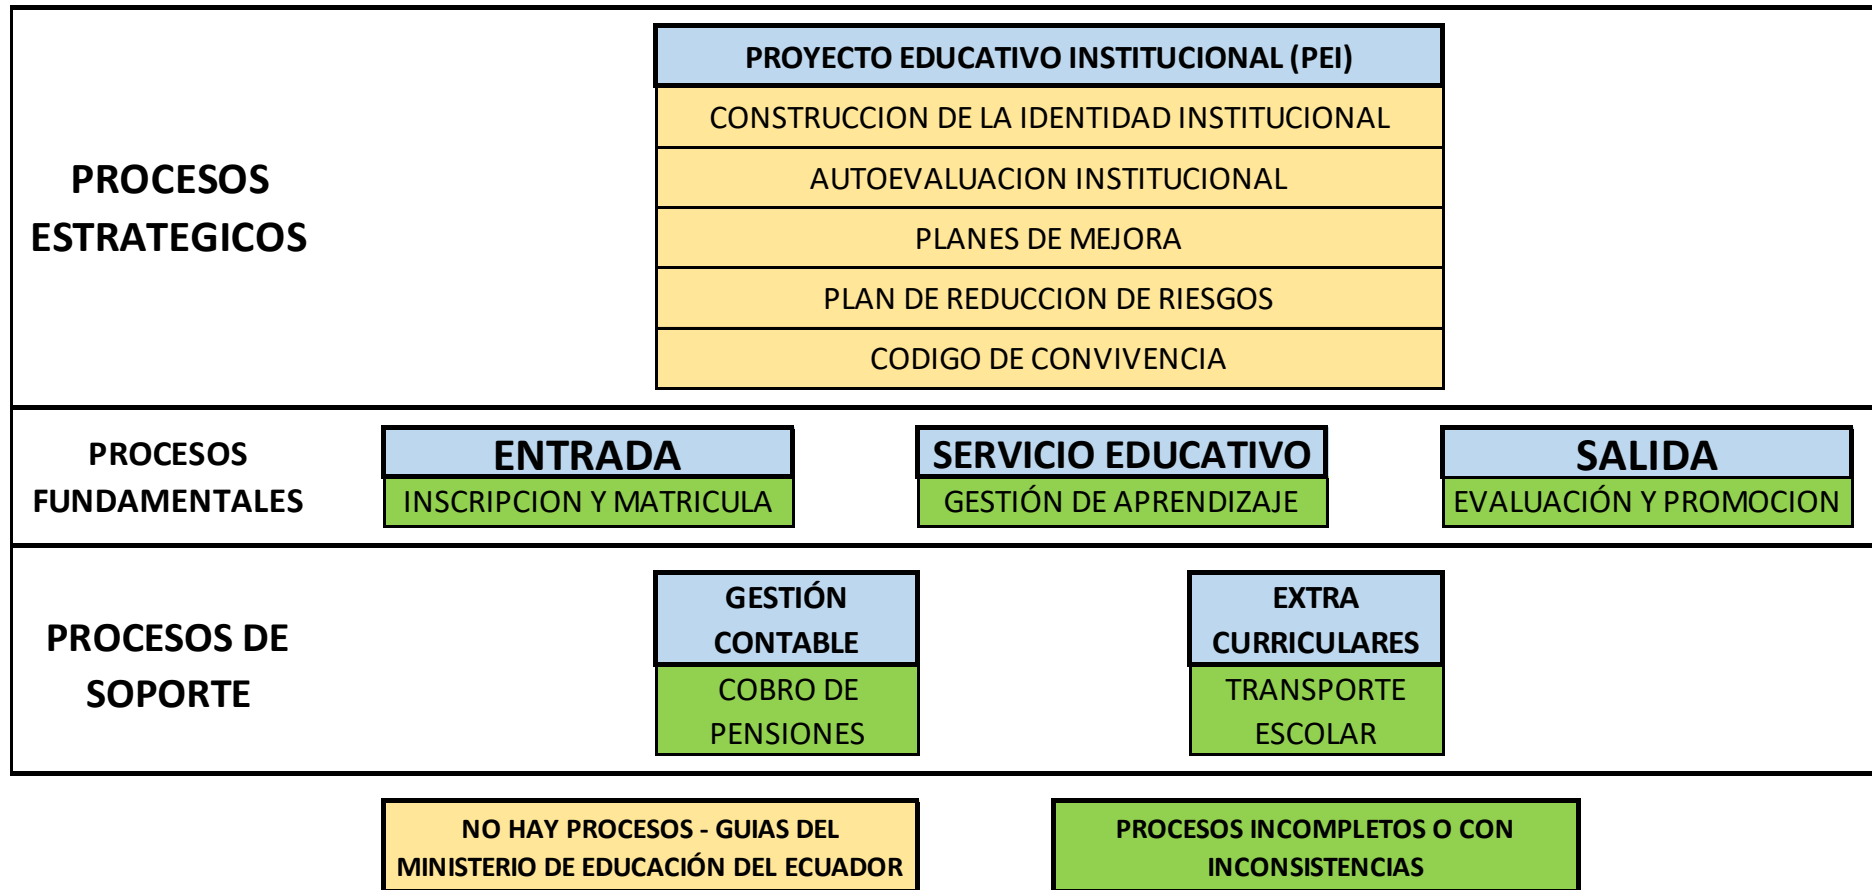 PROYECTO EDUCATIVO INSTITUCIONAL (PEI)
CONSTRUCCION DE LA IDENTIDAD INSTITUCIONAL
AUTOEVALUACION INSTITUCIONAL
PLANES DE MEJORA
PLAN DE REDUCCION DE RIESGOS
CODIGO DE CONVIVENCIA
PROCESOS
ESTRATEGICOS
PROCESOS
FUNDAMENTALES
ENTRADA
INSCRIPCION Y MATRICULA
SERVICIO EDUCATIVO
GESTIÓN DE APRENDIZAJE
SALIDA
EVALUACIÓN Y PROMOCION
PROCESOS DE
SOPORTE
GESTIÓN
CONTABLE
COBRO DE
PENSIONES
EXTRA
CURRICULARES
TRANSPORTE
ESCOLAR
NO HAY PROCESOS - GUIAS DEL
MINISTERIO DE EDUCACIÓN DEL ECUADOR
PROCESOS INCOMPLETOS O CON
INCONSISTENCIAS